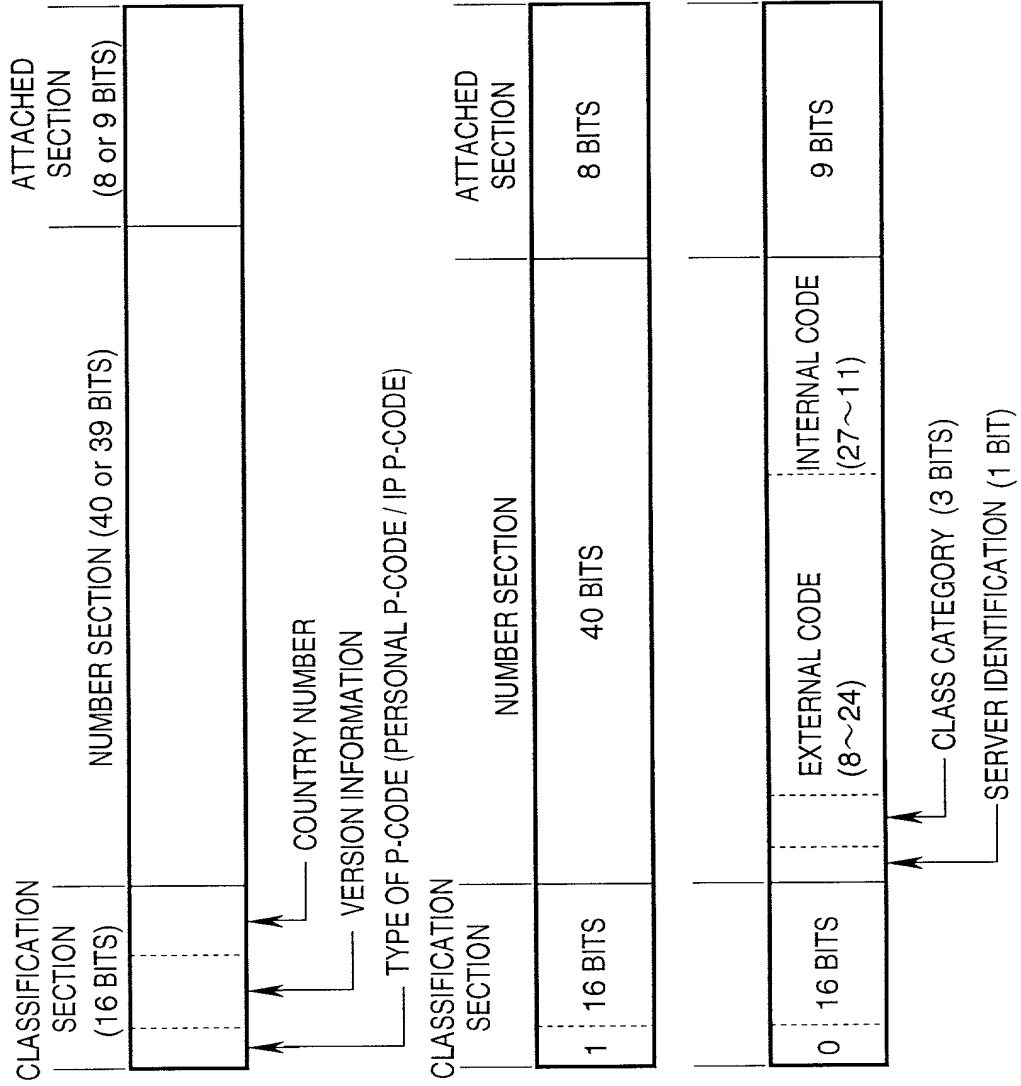 CLASSIFICATION
SECTION
(16 BITS)
NUMBER SECTION (40 or 39 BITS)
ATTACHED
SECTION
(8 or 9 BITS)
COUNTRY NUMBER
VERSION INFORMATION
TYPE OF P-CODE (PERSONAL P-CODE / IP P-CODE)
CLASSIFICATION
SECTION
NUMBER SECTION
ATTACHED
SECTION
1
16 BITS
40 BITS
8 BITS
0
16 BITS
EXTERNAL CODE
(8～24)
INTERNAL CODE
(27～11)
9 BITS
CLASS CATEGORY (3 BITS)
SERVER IDENTIFICATION (1 BIT)